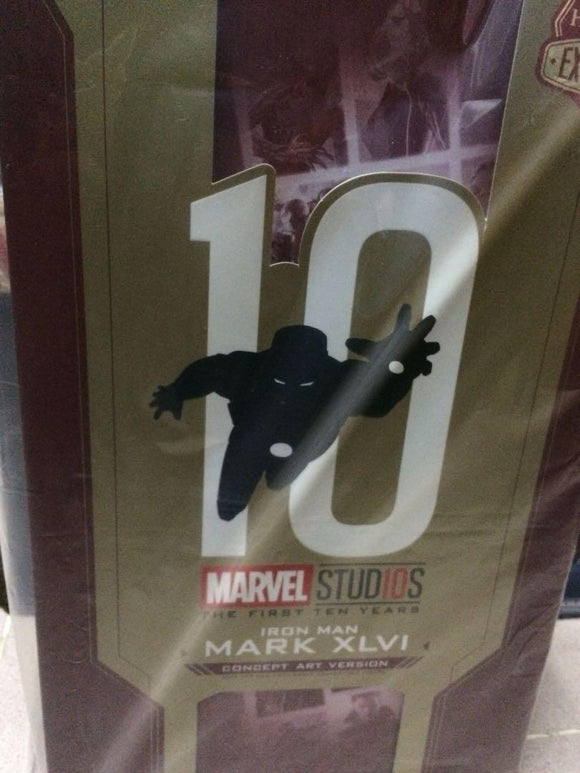 10
MARVEL STUDIOS
THE FIRST TEN YEARS
IRON MAN
MARK XLVI
CONCEPT ART VERSION